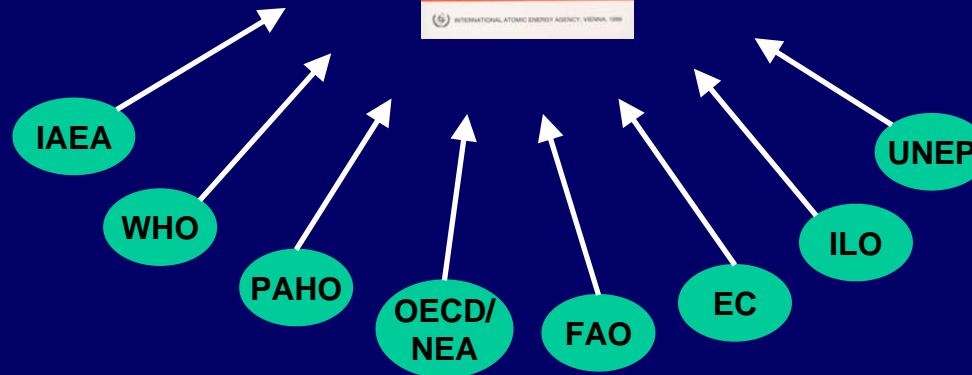 INTERNATIONAL ATOMIC ENERGY AGENCY, VIENNA, 1996
IAEA
UNEP
WHO
ILO
PAHO
EC
OECD/
NEA
FAO